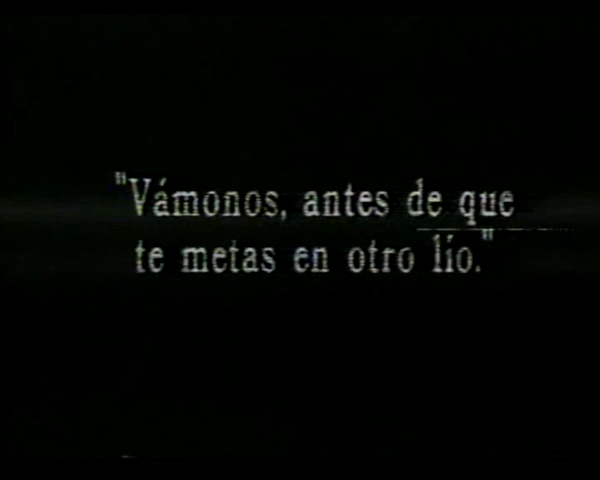 "Vámonos, antes de que
te metas en otro lío."